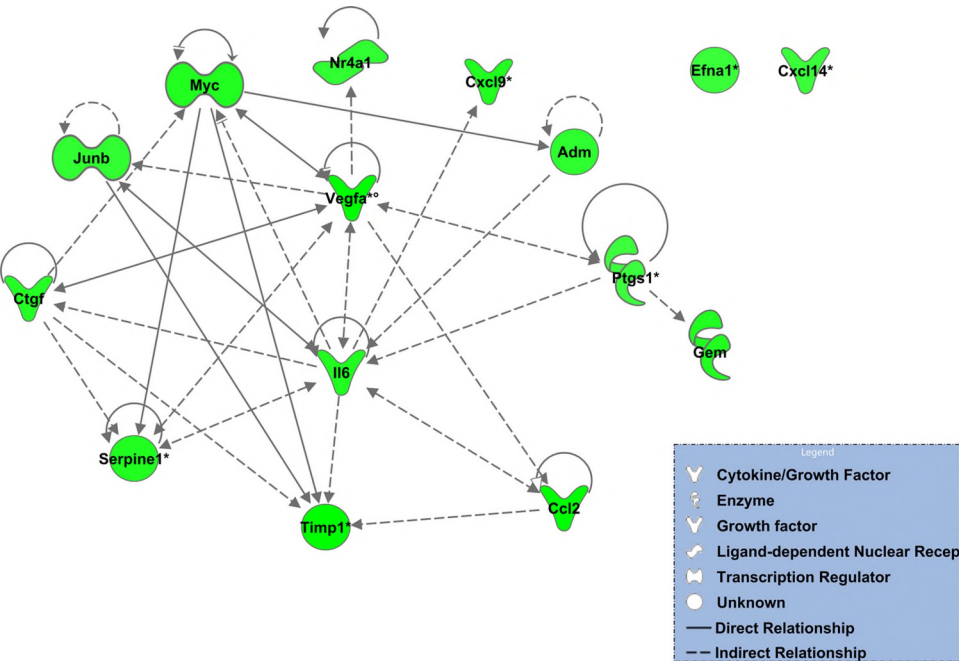 Nr4a1
Myc
Cxcl9*
Efna1*
Cxcl14*
Junb
Adm
Vegfa*°
Ptgs1*
Ctgf
Gem
Il6
Serpine1*
Ccl2
Timp1*
Legend
Cytokine/Growth Factor
Enzyme
Growth factor
Ligand-dependent Nuclear Recep
Transcription Regulator
Unknown
Direct Relationship
Indirect Relationship